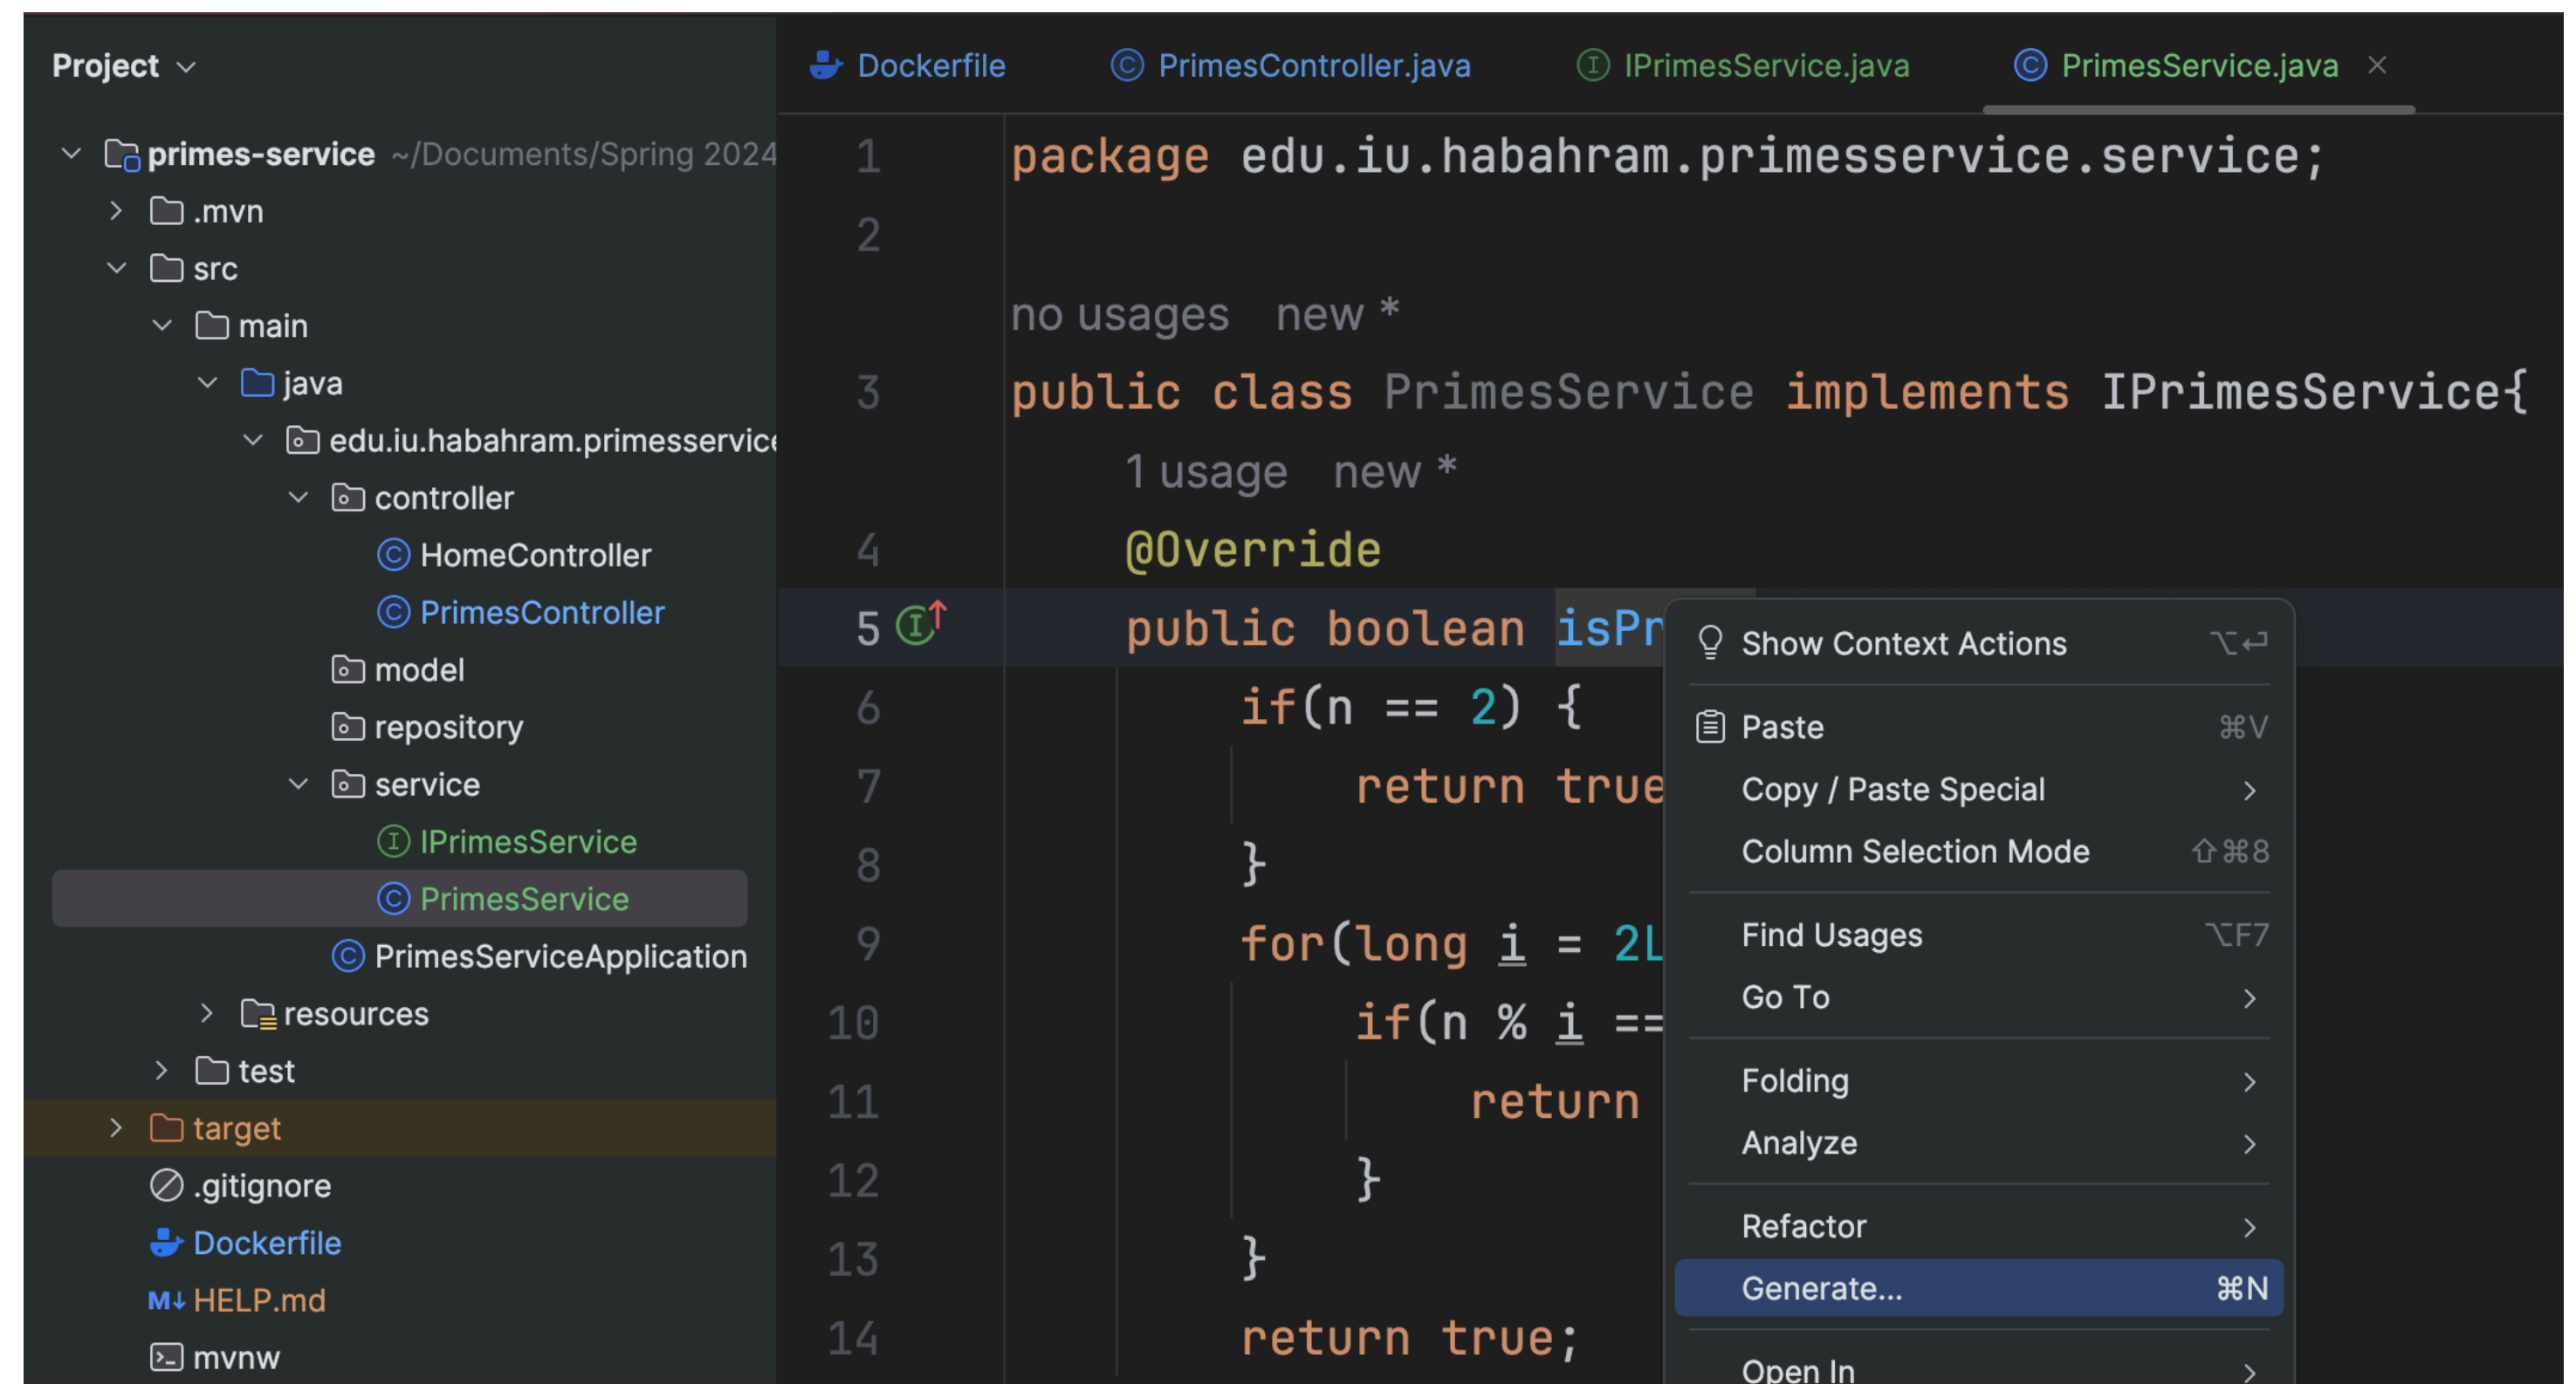 Project
primes-service ~/Documents/Spring 2024
.mvn
src
main
java
edu.iu.habahram.primesservice
controller
HomeController
PrimesController
model
repository
service
IPrimesService
PrimesService
PrimesServiceApplication
resources
test
target
.gitignore
Dockerfile
M↓ HELP.md
mvnw
Dockerfile PrimesController.java IPrimesService.java PrimesService.java
1 package edu.iu.habahram.primesservice.service;
2
no usages new *
3 public class PrimesService implements IPrimesService{
1 usage new *
4 @Override
5 public boolean isPr
6 if(n == 2) {
7 return true
8 }
9 for(long i = 2L
10 if(n % i ==
11 return
12 }
13 }
14 return true;
Show Context Actions ⌥⏎
Paste ⌘V
Copy / Paste Special
Column Selection Mode ⇧⌘8
Find Usages ⌥F7
Go To
Folding
Analyze
Refactor
Generate... ⌘N
Open In